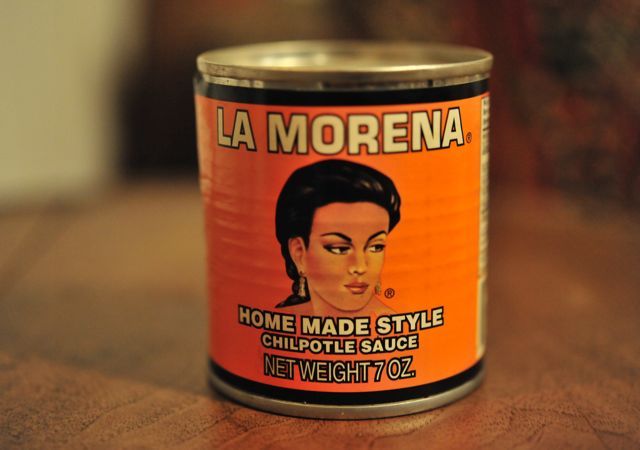 LA MORENA®
®
HOME MADE STYLE
CHILPOTLE SAUCE
NET WEIGHT 7 OZ.